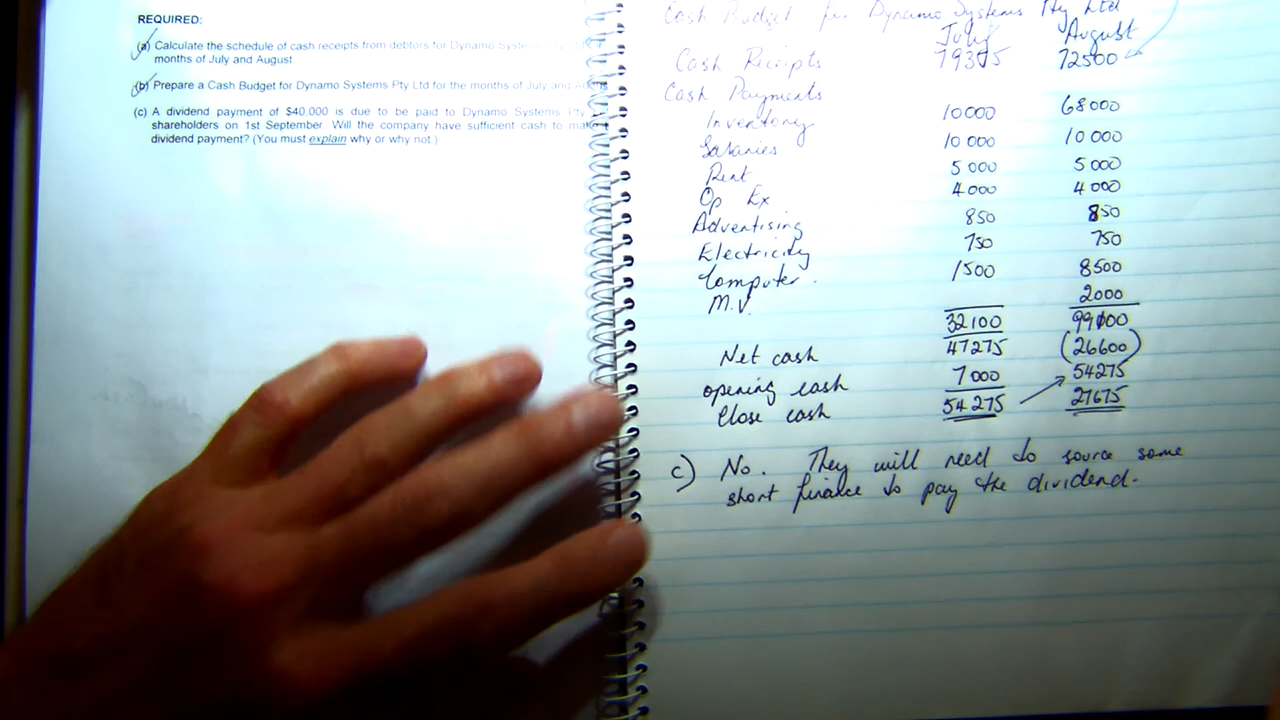 REQUIRED:
(a) Calculate the schedule of cash receipts from debtors for Dynamo Systems
months of July and August.
(b) Prepare a Cash Budget for Dynamo Systems Pty Ltd for the months of July and
(c) A dividend payment of $40,000 is due to be paid to Dynamo Systems Pty
shareholders on 1st September. Will the company have sufficient cash to make
dividend payment? (You must explain why or why not.)
Cash Budget for Dynamo Systems Pty Ltd
July August
Cash Receipts 79375 72500
Cash Payments
Inventory 10000 68000
Salaries 10 000 10 000
Rent 5 000 5 000
Op Ex 4000 4000
Advertising 850 850
Electricity 750 750
Computer. 1500 8500
M.V. 2000
32100 99100
Net cash 47275 (26600)
opening cash 7000 54275
Close cash 54275 27675
c) No. They will need to source some
short finance to pay the dividend.